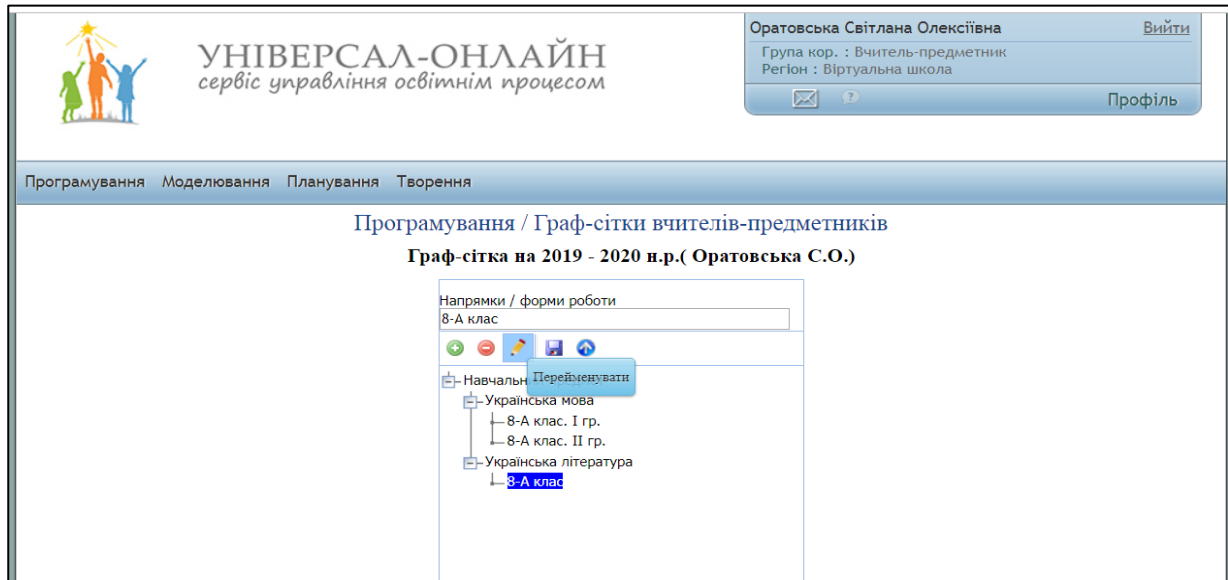 УНІВЕРСАЛ-ОНЛАЙН
сервіс управління освітнім процесом
Оратовська Світлана Олексіївна Вийти
Група кор. : Вчитель-предметник
Регіон : Віртуальна школа
Профіль
Програмування Моделювання Планування Творення
Програмування / Граф-сітки вчителів-предметників
Граф-сітка на 2019 - 2020 н.р.( Оратовська С.О.)
Напрямки / форми роботи
8-А клас
Перейменувати
Українська мова
8-А клас. І гр.
8-А клас. ІІ гр.
Українська література
8-А клас